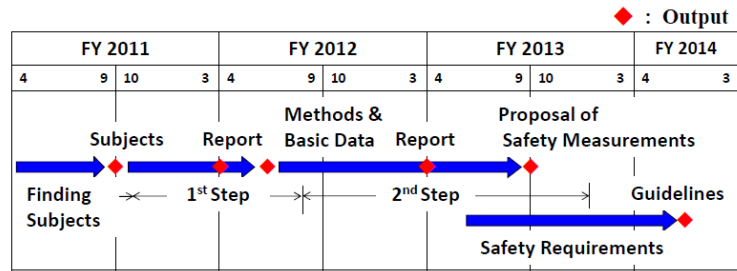 ◆ : Output
FY 2011 FY 2012 FY 2013 FY 2014
4 9 10 3 4 9 10 3 4 9 10 3 4 3
Methods & Proposal of
Subjects Report Basic Data Report Safety Measurements
Finding 1st Step 2nd Step Guidelines
Subjects
Safety Requirements